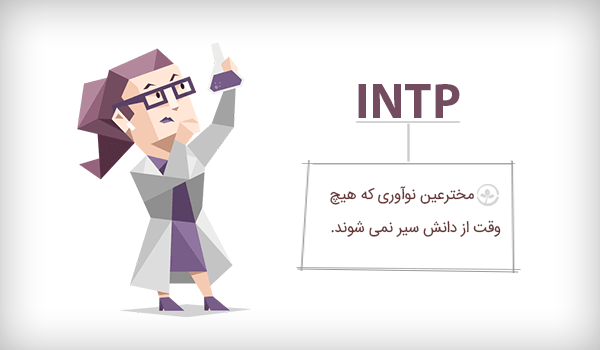 INTP
مخترعین نوآوری که هیچ
وقت از دانش سیر نمی شوند.